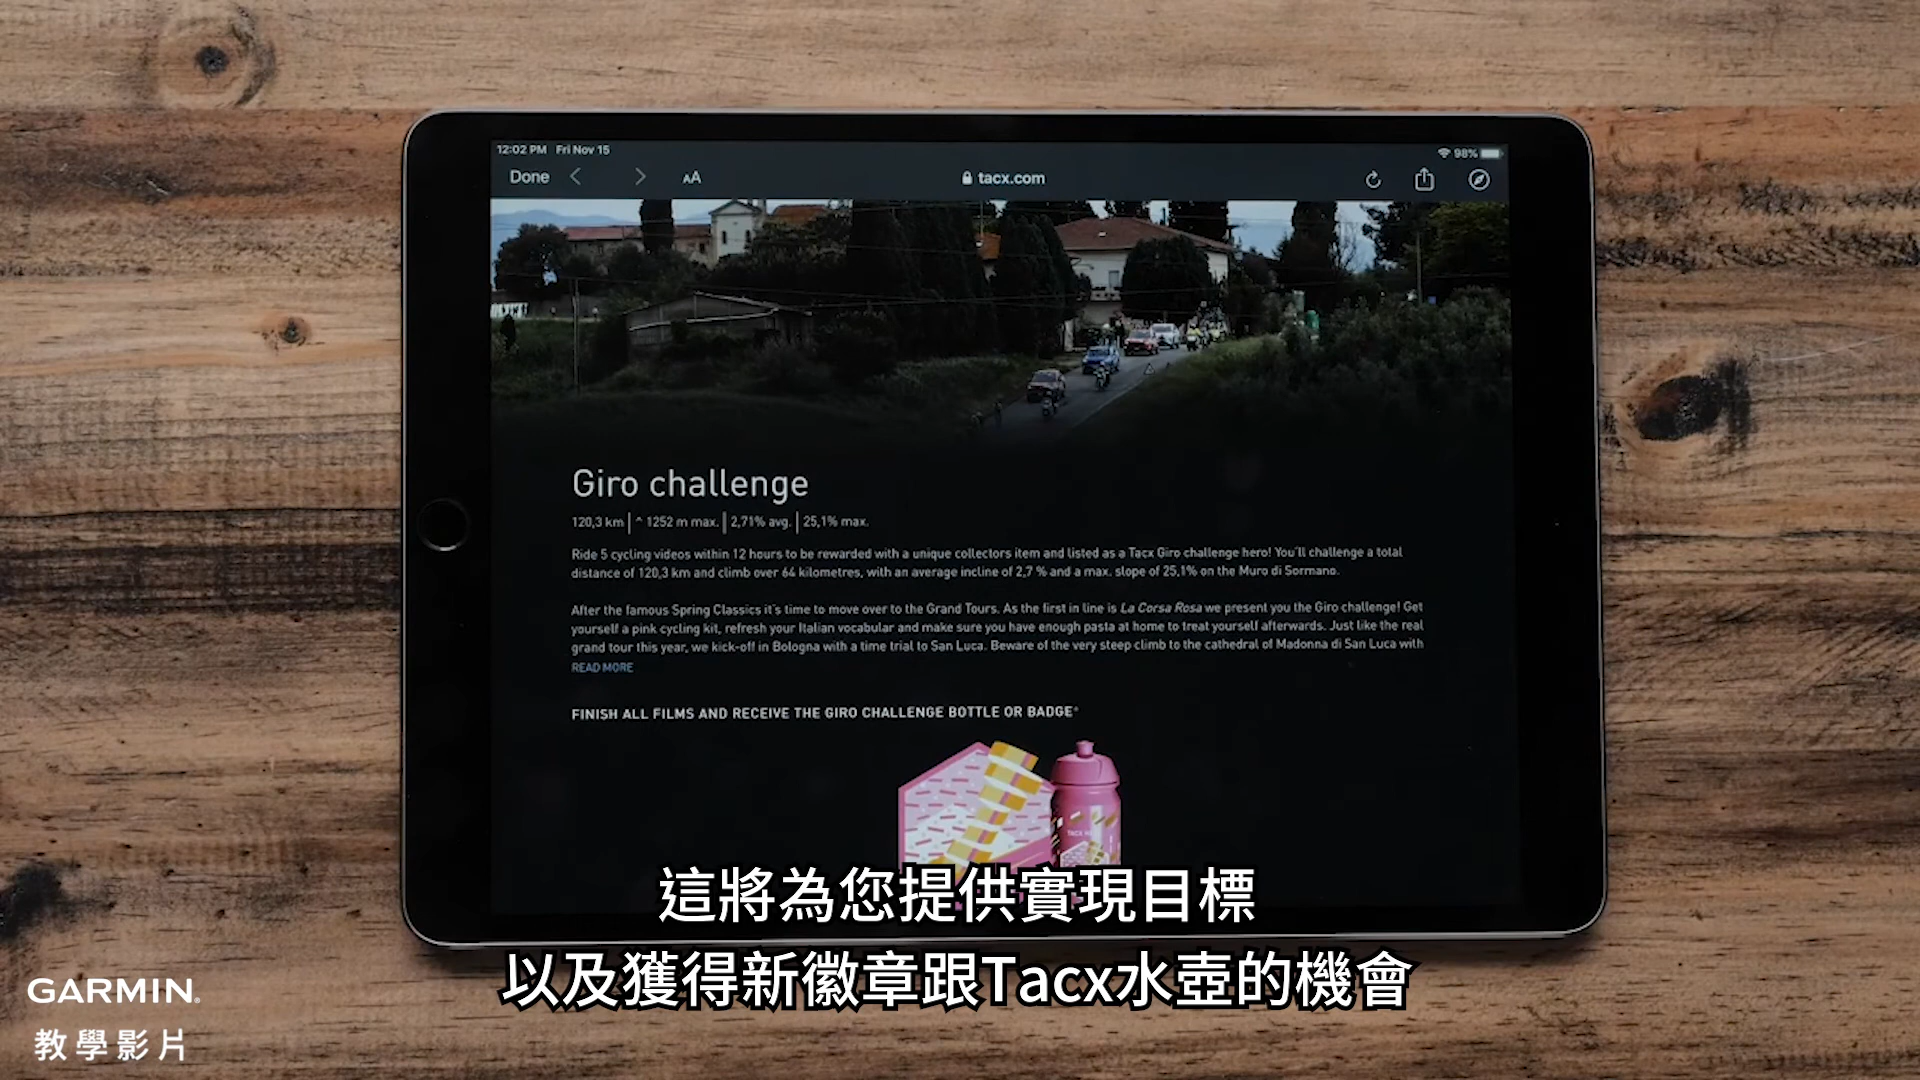 12:02 PM Fri Nov 15
98%
Done
AA
tacx.com
Giro challenge
120,3 km | ^ 1252 m max. | 2,71% avg. | 25,1% max.
Ride 5 cycling videos within 12 hours to be rewarded with a unique collectors item and listed as a Tacx Giro challenge hero! You'll challenge a total
distance of 120,3 km and climb over 64 kilometres, with an average incline of 2,7 % and a max. slope of 25,1% on the Muro di Sormano.
After the famous Spring Classics it's time to move over to the Grand Tours. As the first in line is La Corsa Rosa we present you the Giro challenge! Get
yourself a pink cycling kit, refresh your Italian vocabular and make sure you have enough pasta at home to treat yourself afterwards. Just like the real
grand tour this year, we kick-off in Bologna with a time trial to San Luca. Beware of the very steep climb to the cathedral of Madonna di San Luca with
READ MORE
FINISH ALL FILMS AND RECEIVE THE GIRO CHALLENGE BOTTLE OR BADGE*
TACX
這將為您提供實現目標
以及獲得新徽章跟Tacx水壺的機會
GARMIN
教學影片